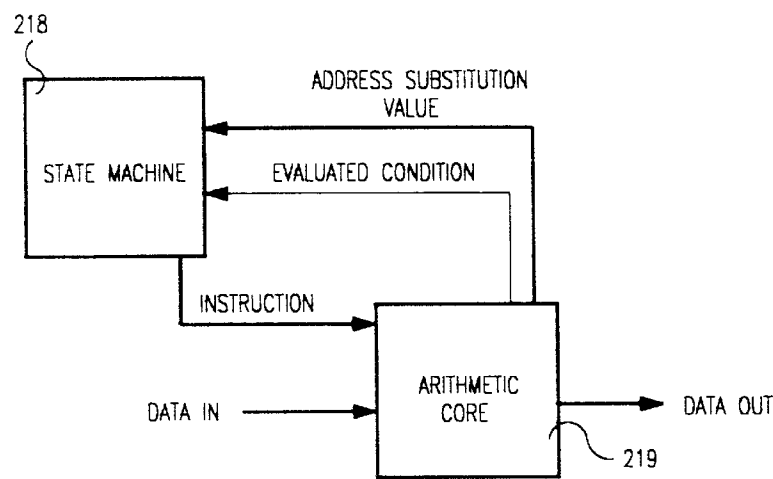 218
ADDRESS SUBSTITUTION
VALUE
STATE MACHINE
EVALUATED CONDITION
INSTRUCTION
ARITHMETIC
CORE
DATA IN
DATA OUT
219